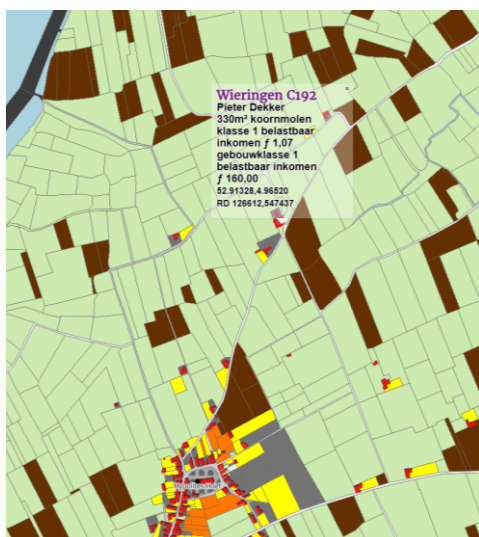 Wieringen C192
×
Pieter Dekker
330m² koornmolen
klasse 1 belastbaar
inkomen ƒ 1,07
gebouwklasse 1
belastbaar inkomen
ƒ 160,00
52.91328,4.96520
RD 126612,547437